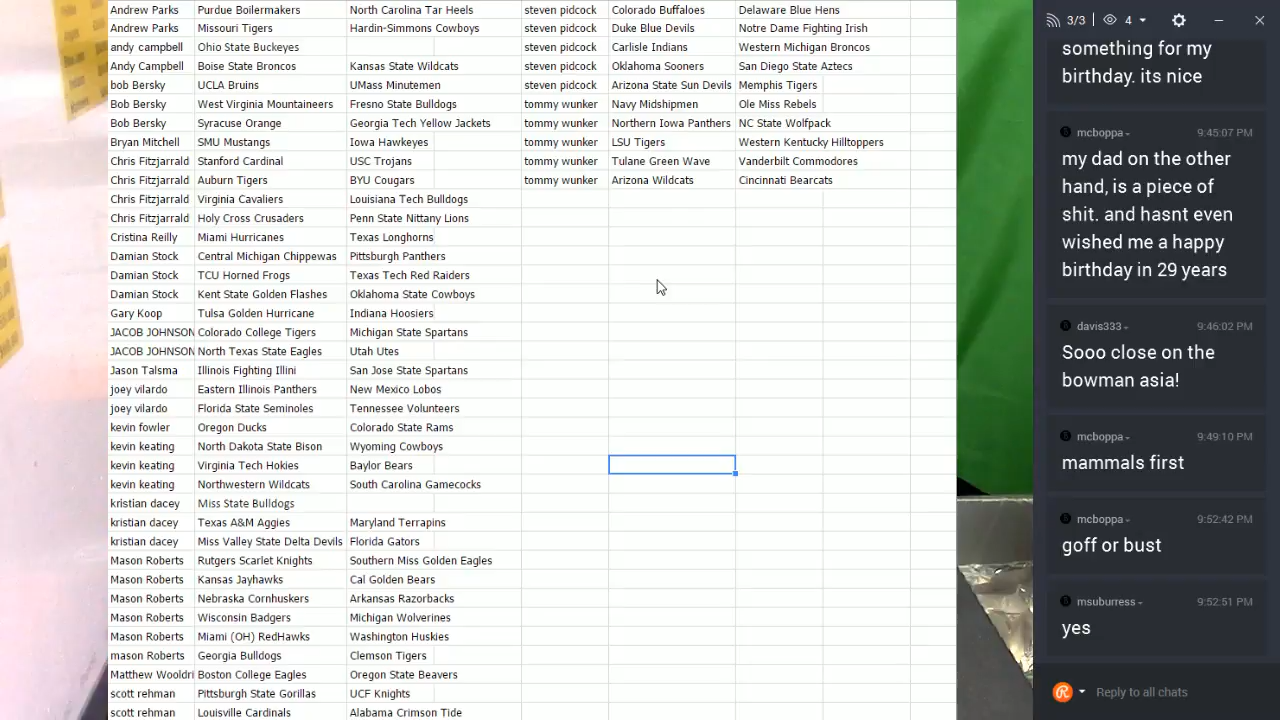 Andrew Parks Purdue Boilermakers North Carolina Tar Heels steven pidcock Colorado Buffaloes Delaware Blue Hens
Andrew Parks Missouri Tigers Hardin-Simmons Cowboys steven pidcock Duke Blue Devils Notre Dame Fighting Irish
andy campbell Ohio State Buckeyes steven pidcock Carlisle Indians Western Michigan Broncos
Andy Campbell Boise State Broncos Kansas State Wildcats steven pidcock Oklahoma Sooners San Diego State Aztecs
bob Bersky UCLA Bruins UMass Minutemen steven pidcock Arizona State Sun Devils Memphis Tigers
Bob Bersky West Virginia Mountaineers Fresno State Bulldogs tommy wunker Navy Midshipmen Ole Miss Rebels
Bob Bersky Syracuse Orange Georgia Tech Yellow Jackets tommy wunker Northern Iowa Panthers NC State Wolfpack
Bryan Mitchell SMU Mustangs Iowa Hawkeyes tommy wunker LSU Tigers Western Kentucky Hilltoppers
Chris Fitzjarrald Stanford Cardinal USC Trojans tommy wunker Tulane Green Wave Vanderbilt Commodores
Chris Fitzjarrald Auburn Tigers BYU Cougars tommy wunker Arizona Wildcats Cincinnati Bearcats
Chris Fitzjarrald Virginia Cavaliers Louisiana Tech Bulldogs
Chris Fitzjarrald Holy Cross Crusaders Penn State Nittany Lions
Cristina Reilly Miami Hurricanes Texas Longhorns
Damian Stock Central Michigan Chippewas Pittsburgh Panthers
Damian Stock TCU Horned Frogs Texas Tech Red Raiders
Damian Stock Kent State Golden Flashes Oklahoma State Cowboys
Gary Koop Tulsa Golden Hurricane Indiana Hoosiers
JACOB JOHNSON Colorado College Tigers Michigan State Spartans
JACOB JOHNSON North Texas State Eagles Utah Utes
Jason Talsma Illinois Fighting Illini San Jose State Spartans
joey vilardo Eastern Illinois Panthers New Mexico Lobos
joey vilardo Florida State Seminoles Tennessee Volunteers
kevin fowler Oregon Ducks Colorado State Rams
kevin keating North Dakota State Bison Wyoming Cowboys
kevin keating Virginia Tech Hokies Baylor Bears
kevin keating Northwestern Wildcats South Carolina Gamecocks
kristian dacey Miss State Bulldogs
kristian dacey Texas A&M Aggies Maryland Terrapins
kristian dacey Miss Valley State Delta Devils Florida Gators
Mason Roberts Rutgers Scarlet Knights Southern Miss Golden Eagles
Mason Roberts Kansas Jayhawks Cal Golden Bears
Mason Roberts Nebraska Cornhuskers Arkansas Razorbacks
Mason Roberts Wisconsin Badgers Michigan Wolverines
Mason Roberts Miami (OH) RedHawks Washington Huskies
mason Roberts Georgia Bulldogs Clemson Tigers
Matthew Wooldri Boston College Eagles Oregon State Beavers
scott rehman Pittsburgh State Gorillas UCF Knights
scott rehman Louisville Cardinals Alabama Crimson Tide
3/3 4
something for my
birthday. its nice
mcboppa 9:45:07 PM
my dad on the other
hand, is a piece of
shit. and hasnt even
wished me a happy
birthday in 29 years
davis333 9:46:02 PM
Sooo close on the
bowman asia!
mcboppa 9:49:10 PM
mammals first
mcboppa 9:52:42 PM
goff or bust
msuburress 9:52:51 PM
yes
Reply to all chats